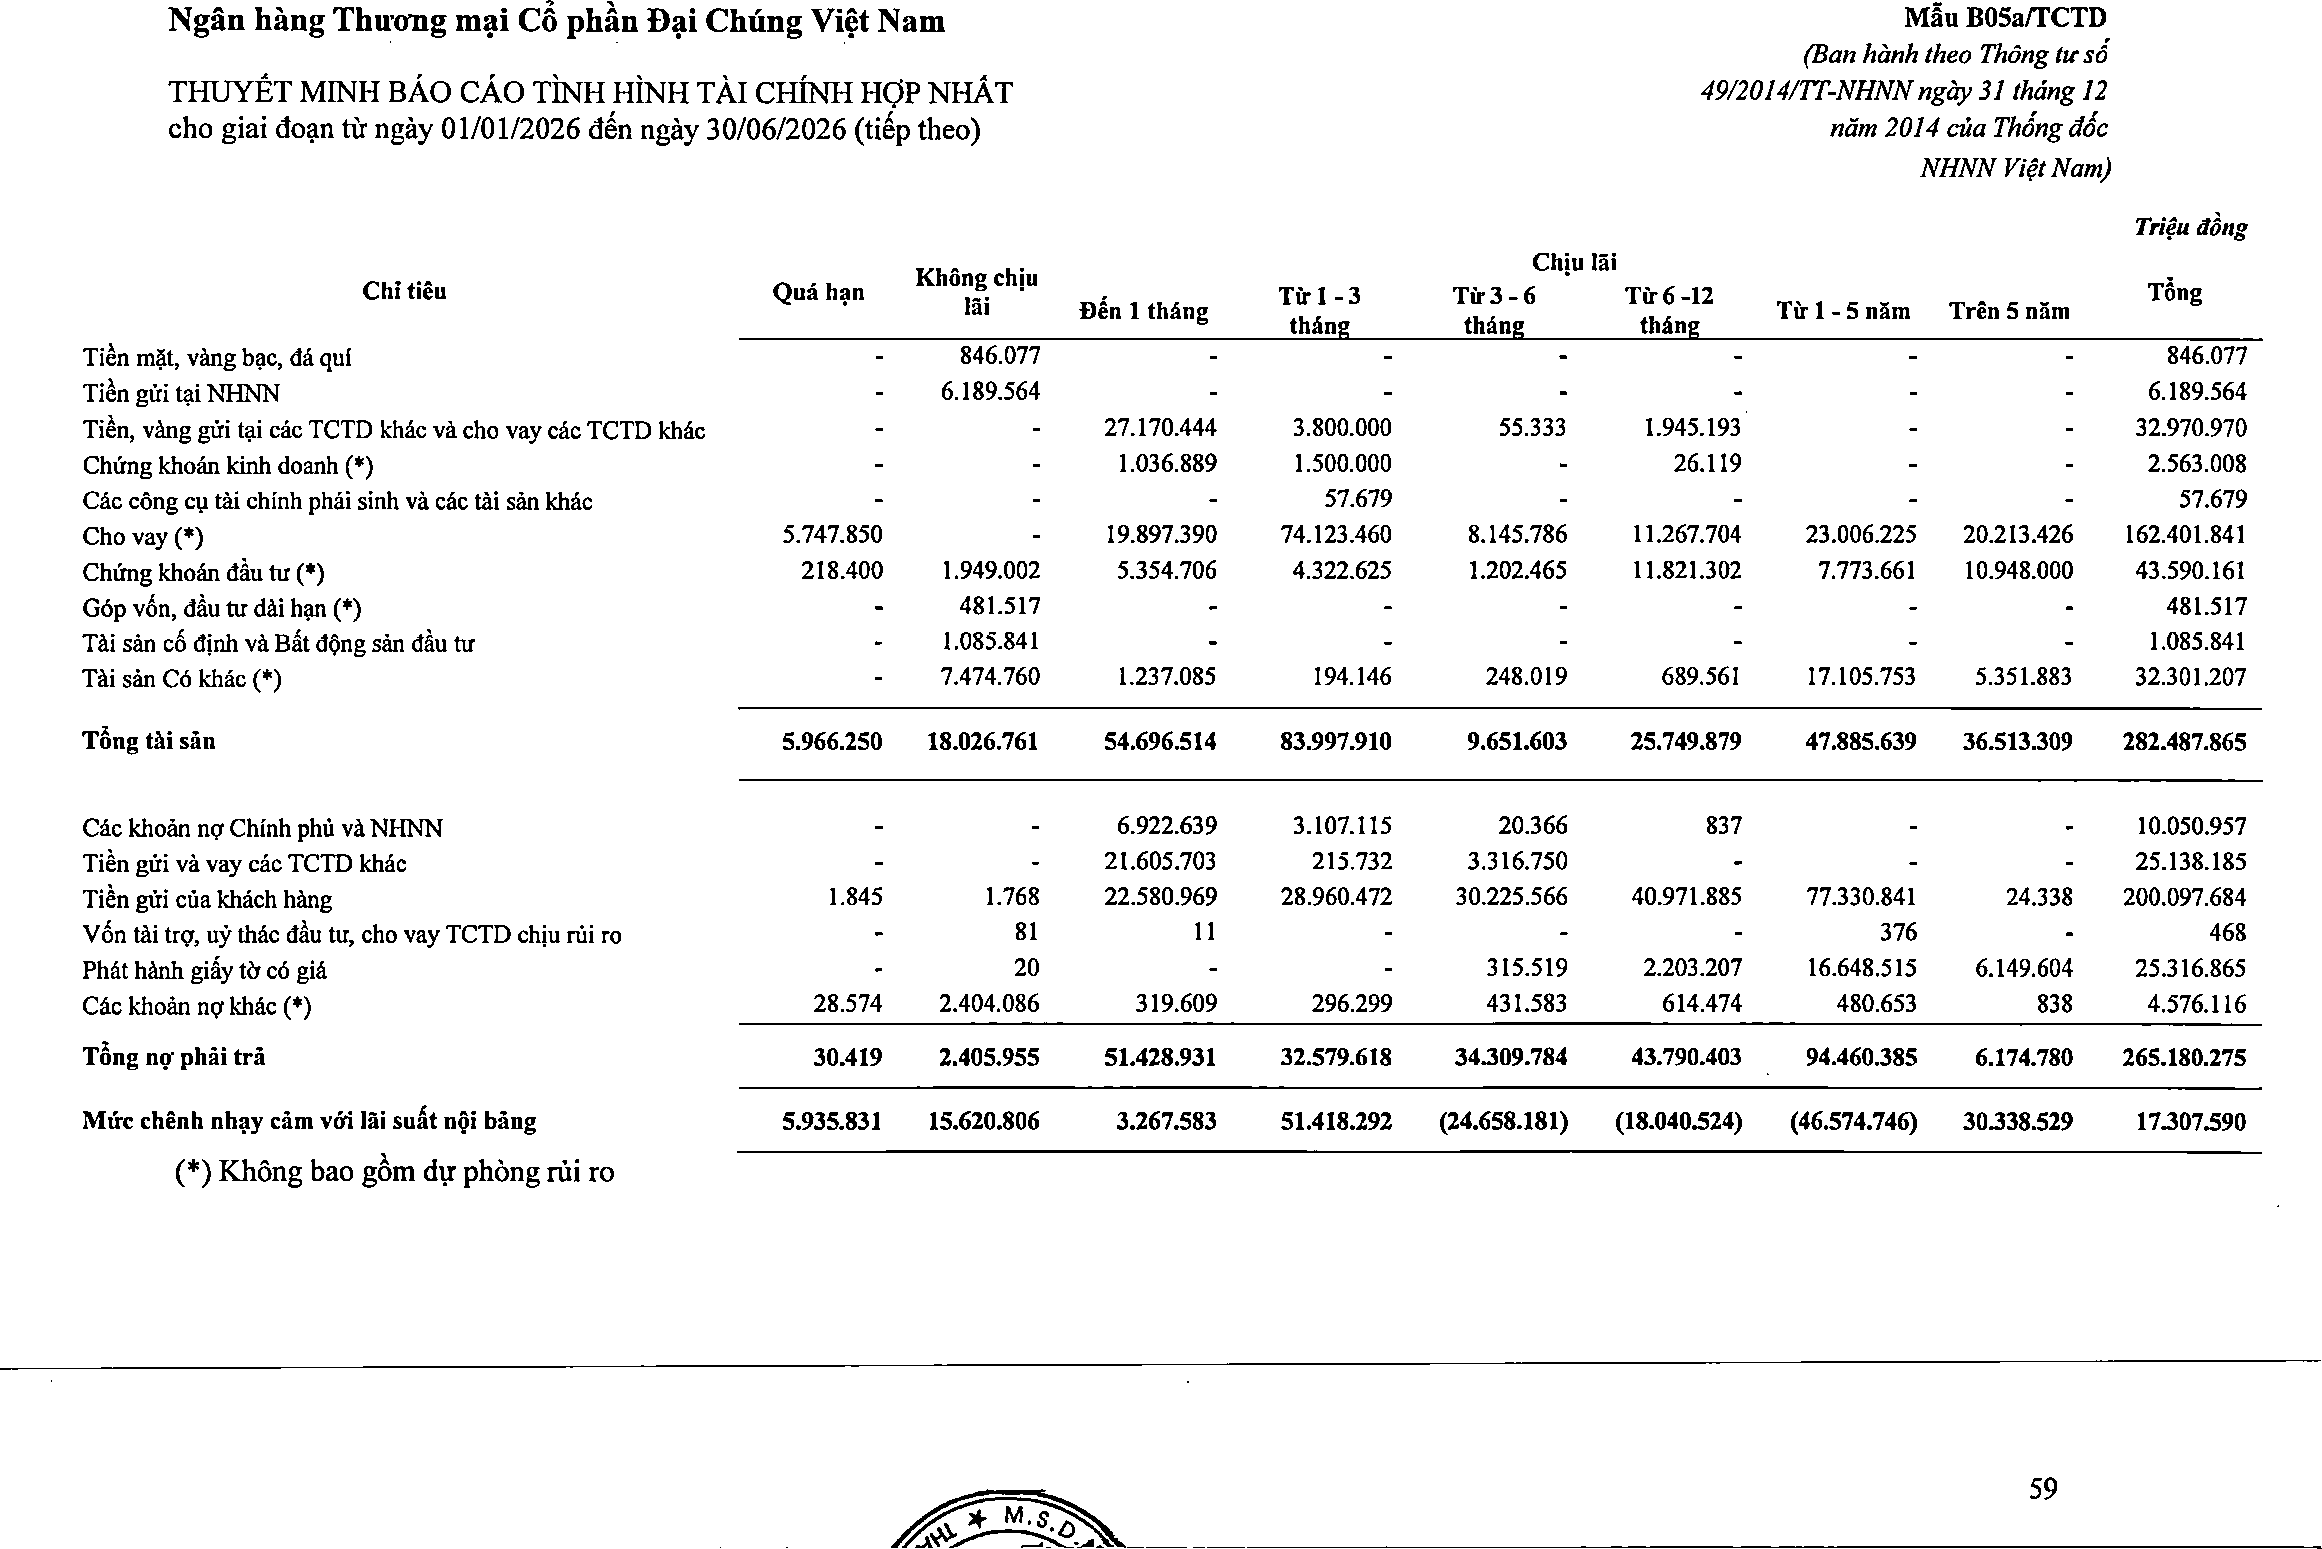 Ngân hàng Thương mại Cổ phần Đại Chúng Việt Nam
THUYẾT MINH BÁO CÁO TÌNH HÌNH TÀI CHÍNH HỢP NHẤT
cho giai đoạn từ ngày 01/01/2026 đến ngày 30/06/2026 (tiếp theo)
Mẫu B05a/TCTD
(Ban hành theo Thông tư số
49/2014/TT-NHNN ngày 31 tháng 12
năm 2014 của Thống đốc
NHNN Việt Nam)
Triệu đồng
Chỉ tiêu Quá hạn Không chịu lãi Chịu lãi Tổng
Đến 1 tháng Từ 1 - 3 tháng Từ 3 - 6 tháng Từ 6 -12 tháng Từ 1 - 5 năm Trên 5 năm
Tiền mặt, vàng bạc, đá quí - 846.077 - - - - - - 846.077
Tiền gửi tại NHNN - 6.189.564 - - - - - - 6.189.564
Tiền, vàng gửi tại các TCTD khác và cho vay các TCTD khác - - 27.170.444 3.800.000 55.333 1.945.193 - - 32.970.970
Chứng khoán kinh doanh (*) - - 1.036.889 1.500.000 - 26.119 - - 2.563.008
Các công cụ tài chính phái sinh và các tài sản khác - - - 57.679 - - - - 57.679
Cho vay (*) 5.747.850 - 19.897.390 74.123.460 8.145.786 11.267.704 23.006.225 20.213.426 162.401.841
Chứng khoán đầu tư (*) 218.400 1.949.002 5.354.706 4.322.625 1.202.465 11.821.302 7.773.661 10.948.000 43.590.161
Góp vốn, đầu tư dài hạn (*) - 481.517 - - - - - - 481.517
Tài sản cố định và Bất động sản đầu tư - 1.085.841 - - - - - - 1.085.841
Tài sản Có khác (*) - 7.474.760 1.237.085 194.146 248.019 689.561 17.105.753 5.351.883 32.301.207
Tổng tài sản 5.966.250 18.026.761 54.696.514 83.997.910 9.651.603 25.749.879 47.885.639 36.513.309 282.487.865
Các khoản nợ Chính phủ và NHNN - - 6.922.639 3.107.115 20.366 837 - - 10.050.957
Tiền gửi và vay các TCTD khác - - 21.605.703 215.732 3.316.750 - - - 25.138.185
Tiền gửi của khách hàng 1.845 1.768 22.580.969 28.960.472 30.225.566 40.971.885 77.330.841 24.338 200.097.684
Vốn tài trợ, uỷ thác đầu tư, cho vay TCTD chịu rủi ro - 81 11 - - - 376 - 468
Phát hành giấy tờ có giá - 20 - - 315.519 2.203.207 16.648.515 6.149.604 25.316.865
Các khoản nợ khác (*) 28.574 2.404.086 319.609 296.299 431.583 614.474 480.653 838 4.576.116
Tổng nợ phải trả 30.419 2.405.955 51.428.931 32.579.618 34.309.784 43.790.403 94.460.385 6.174.780 265.180.275
Mức chênh nhạy cảm với lãi suất nội bảng 5.935.831 15.620.806 3.267.583 51.418.292 (24.658.181) (18.040.524) (46.574.746) 30.338.529 17.307.590
(*) Không bao gồm dự phòng rủi ro
59
★ M.S.D